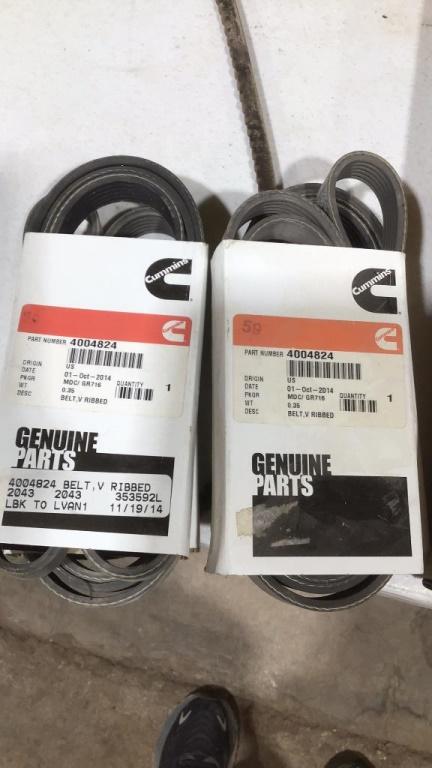 Cummins
PART NUMBER 4004824
ORIGIN US
DATE 01-Oct-2014
PKGR MDC/ GR716
WT 0.35
DESC BELT,V RIBBED
QUANTITY 1
GENUINE
PARTS
4004824 BELT,V RIBBED
2043 2043 353592L
LBK TO LVAN1 11/19/14
Cummins
59
PART NUMBER 4004824
ORIGIN US
DATE 01-Oct-2014
PKGR MDC/ GR716
WT 0.35
DESC BELT,V RIBBED
QUANTITY 1
GENUINE
PARTS